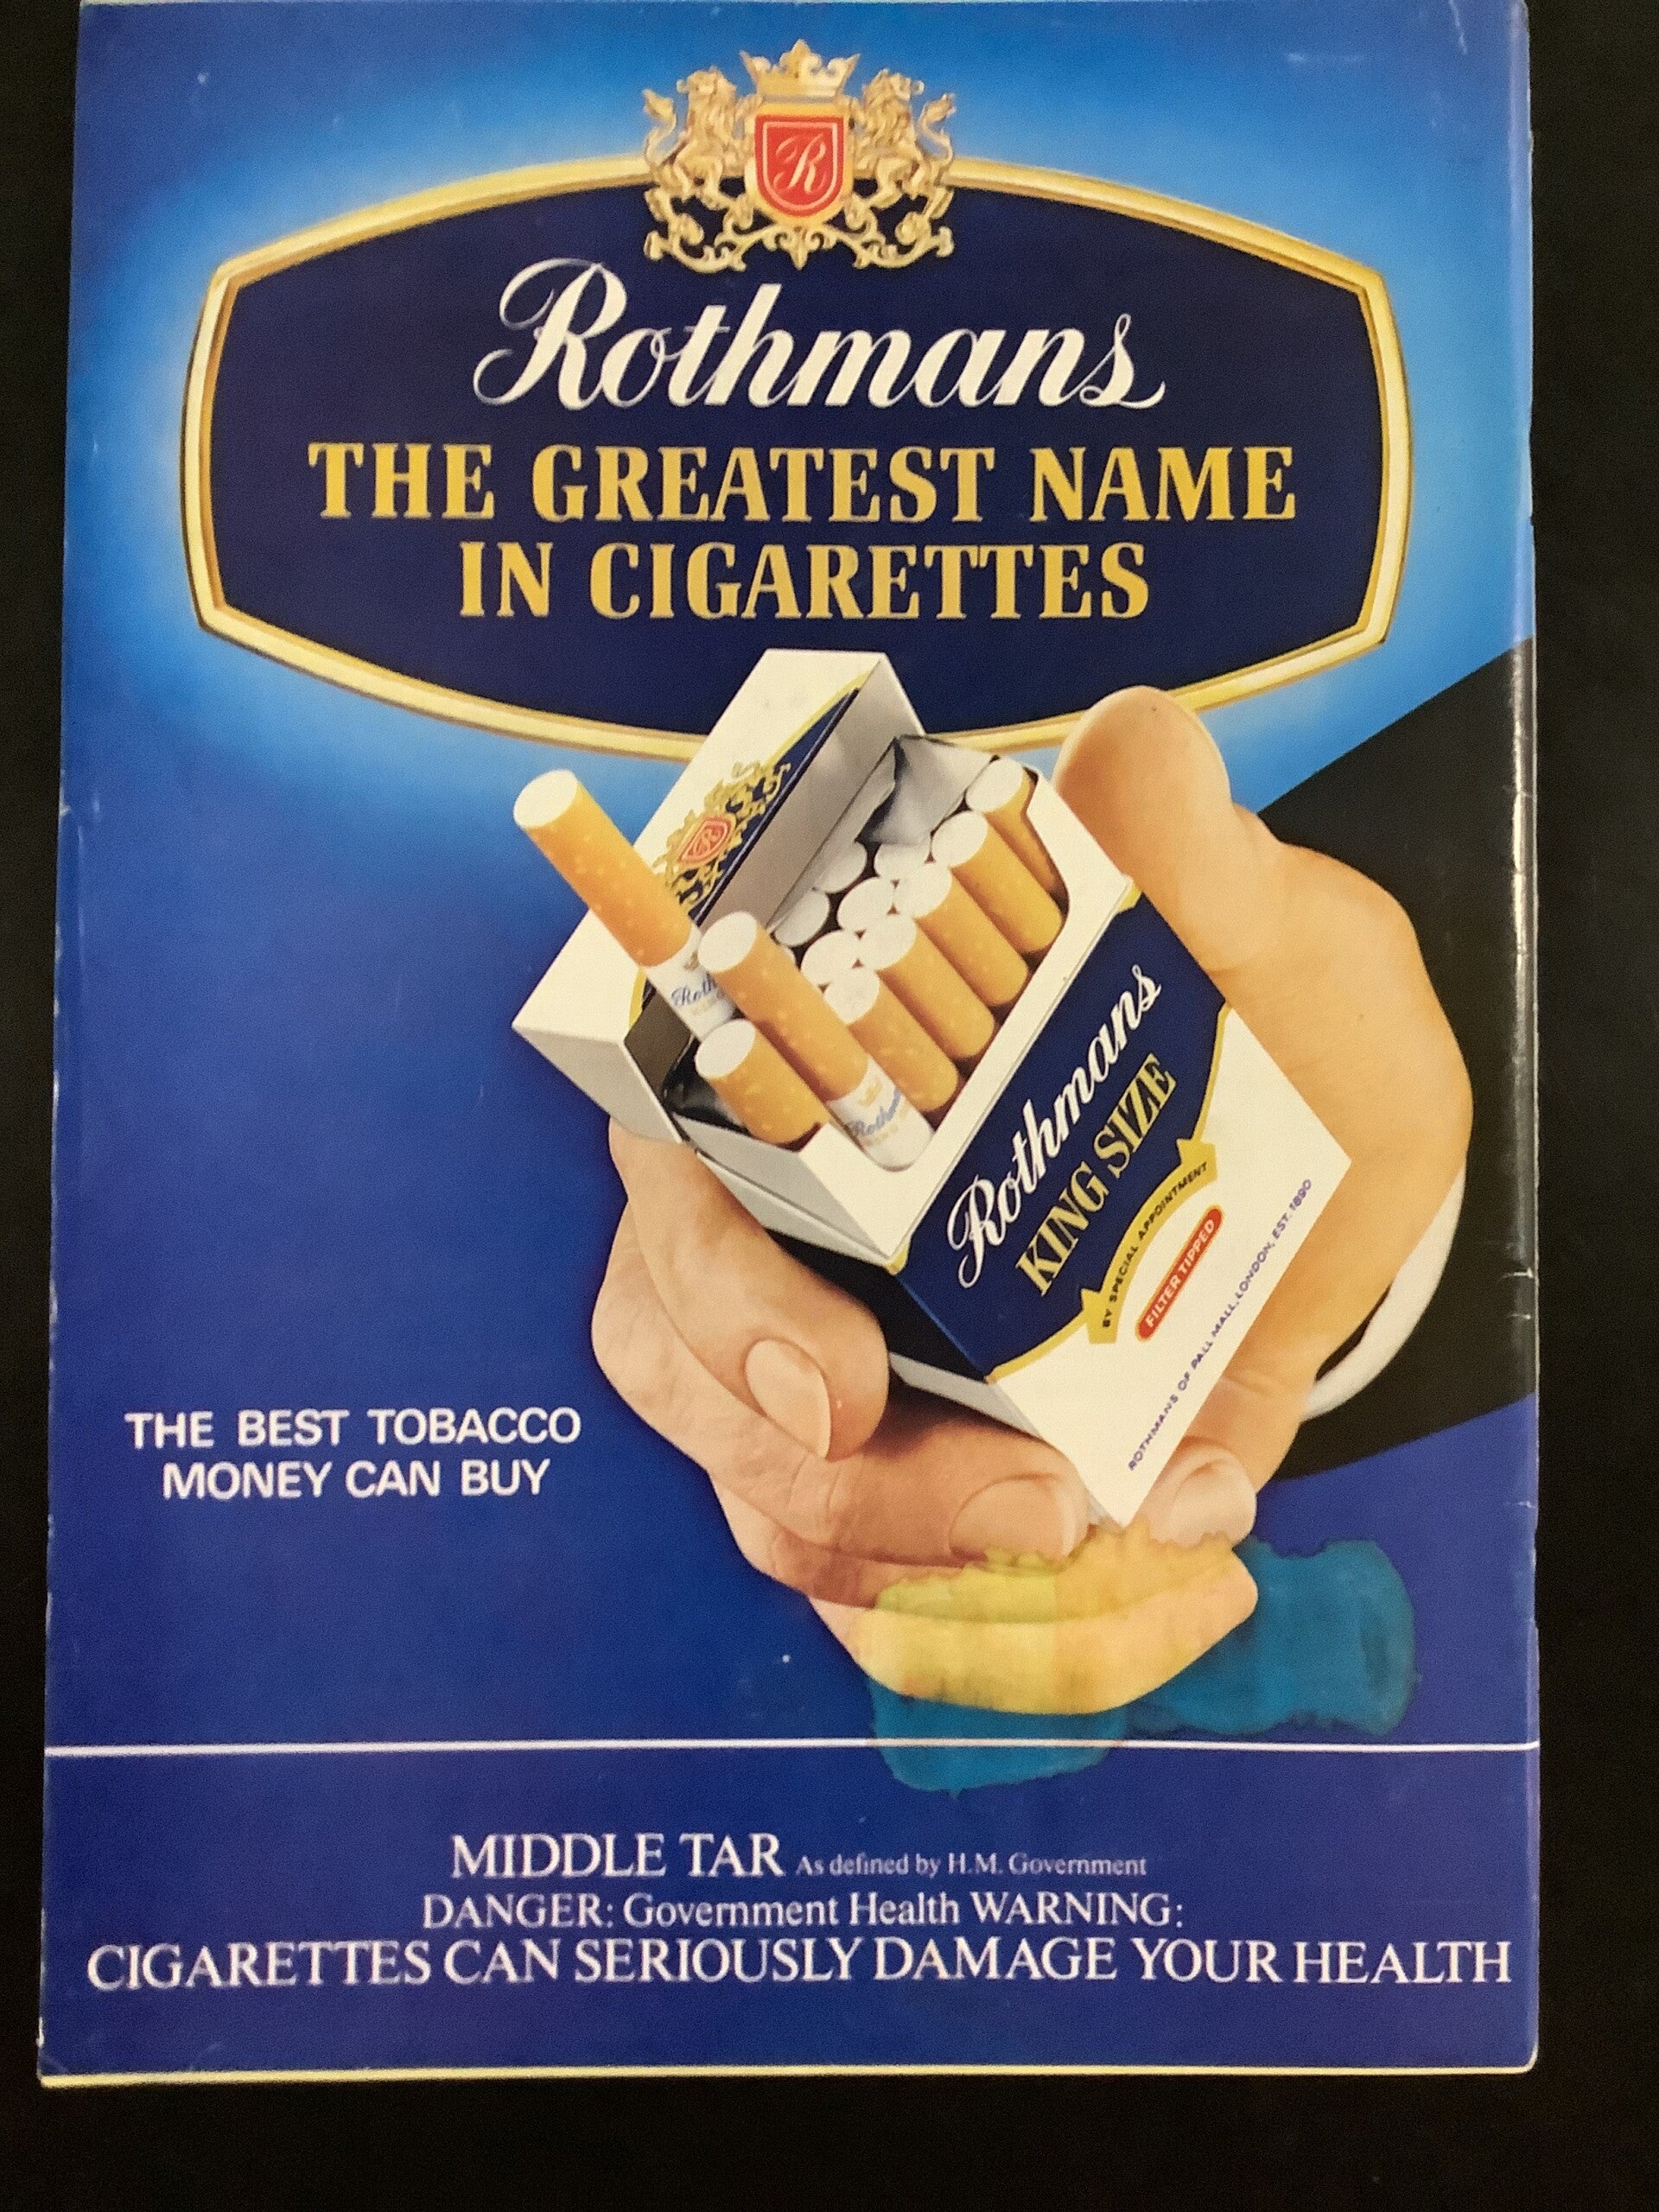 R
Rothmans
THE GREATEST NAME
IN CIGARETTES
R
Roth
Rothm
Rothmans
KING SIZE
BY SPECIAL APPOINTMENT
FILTER TIPPED
ROTHMANS OF PALL MALL, LONDON, EST. 1890
THE BEST TOBACCO
MONEY CAN BUY
MIDDLE TAR As defined by H.M. Government
DANGER: Government Health WARNING:
CIGARETTES CAN SERIOUSLY DAMAGE YOUR HEALTH